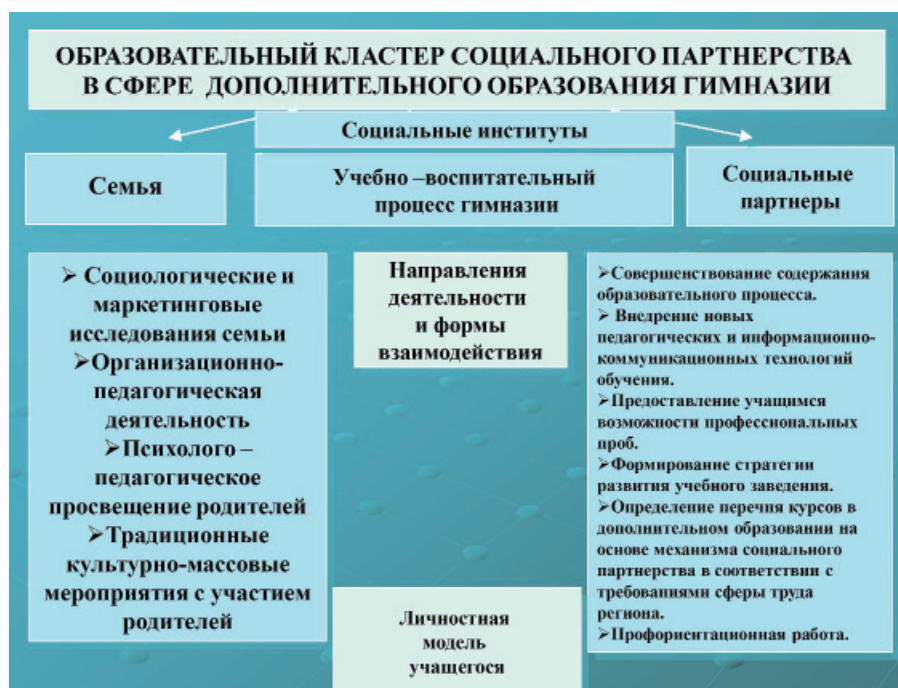 ОБРАЗОВАТЕЛЬНЫЙ КЛАСТЕР СОЦИАЛЬНОГО ПАРТНЕРСТВА
В СФЕРЕ ДОПОЛНИТЕЛЬНОГО ОБРАЗОВАНИЯ ГИМНАЗИИ
Социальные институты
Семья
Учебно –воспитательный
процесс гимназии
Социальные
партнеры
➢ Социологические и
маркетинговые
исследования семьи
➢Организационно-
педагогическая
деятельность
➢Психолого –
педагогическое
просвещение родителей
➢Традиционные
культурно-массовые
мероприятия с участием
родителей
Направления
деятельности
и формы
взаимодействия
➢Совершенствование содержания
образовательного процесса.
➢ Внедрение новых
педагогических и информационно-
коммуникационных технологий
обучения.
➢Предоставление учащимся
возможности профессиональных
проб.
➢Формирование стратегии
развития учебного заведения.
➢Определение перечня курсов в
дополнительном образовании на
основе механизма социального
партнерства в соответствии с
требованиями сферы труда
региона.
➢Профориентационная работа.
Личностная
модель
учащегося